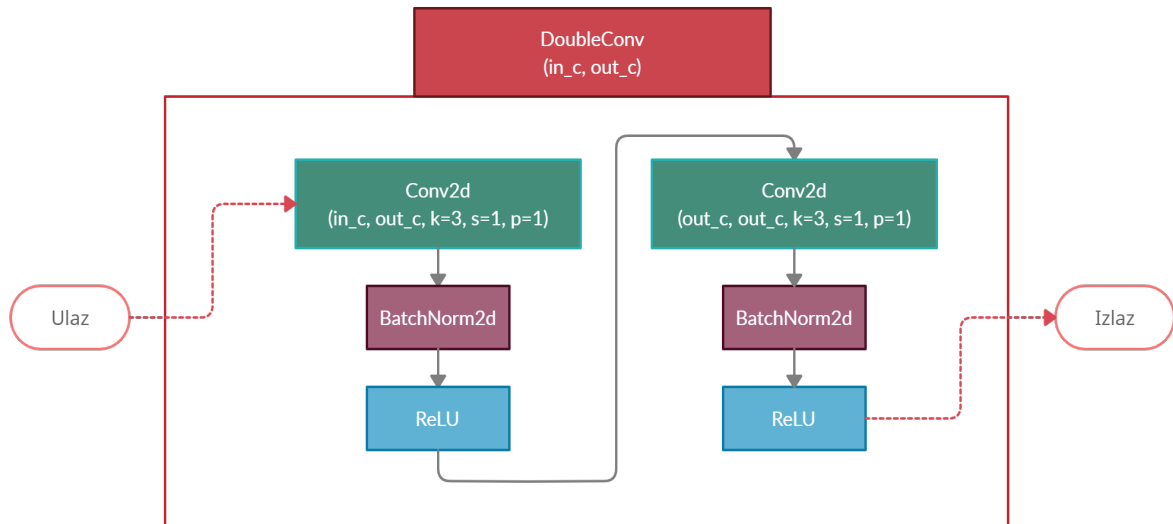 DoubleConv
(in_c, out_c)
Ulaz
Conv2d
(in_c, out_c, k=3, s=1, p=1)
BatchNorm2d
ReLU
Conv2d
(out_c, out_c, k=3, s=1, p=1)
BatchNorm2d
ReLU
Izlaz